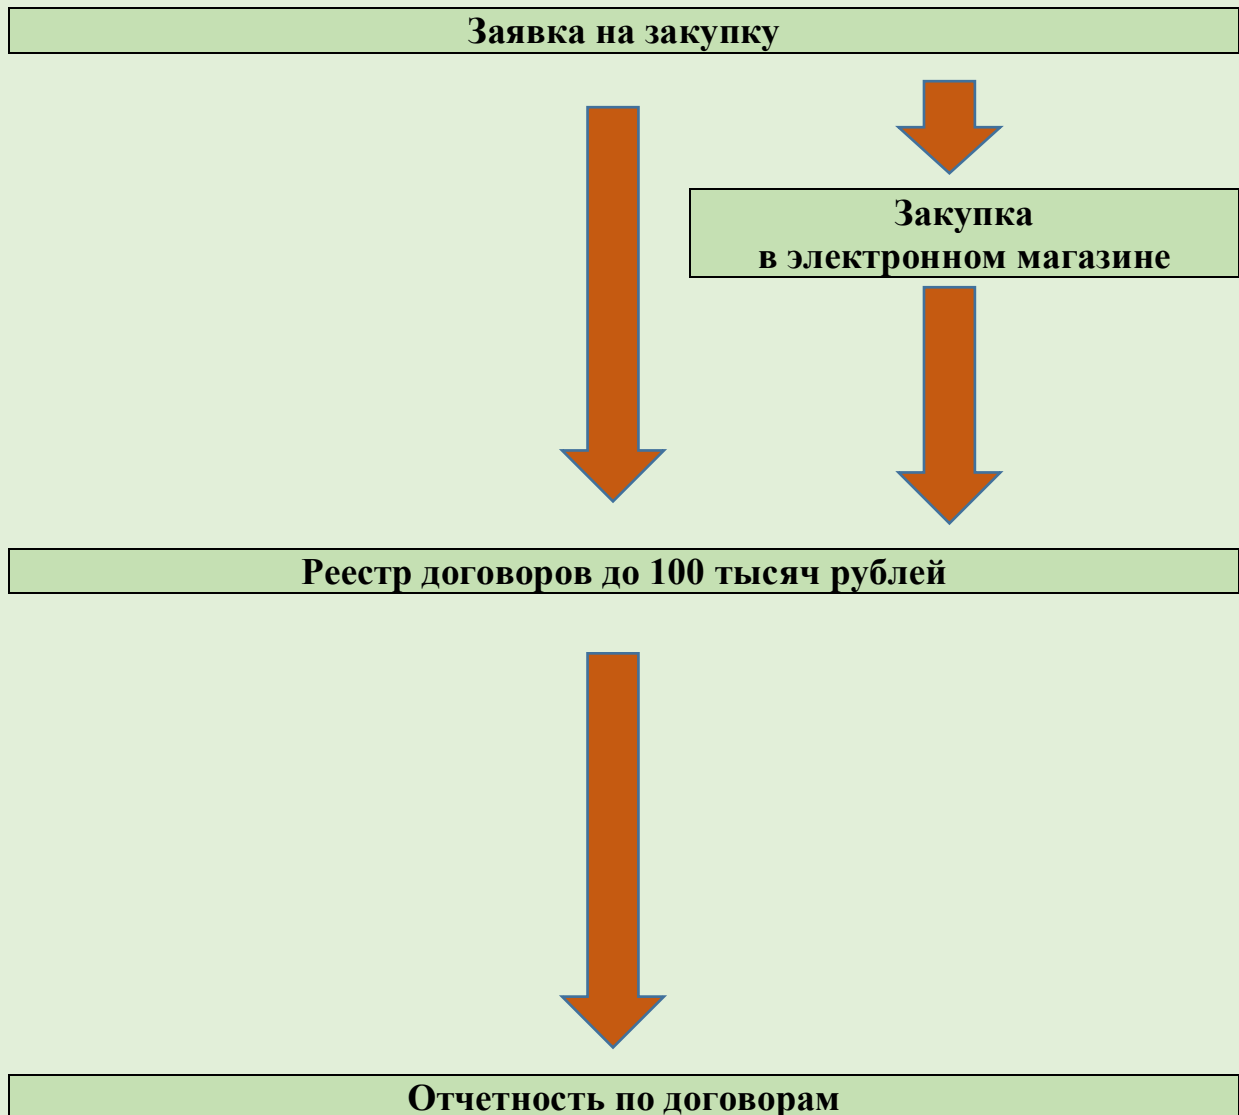 Заявка на закупку
Закупка
в электронном магазине
Реестр договоров до 100 тысяч рублей
Отчетность по договорам